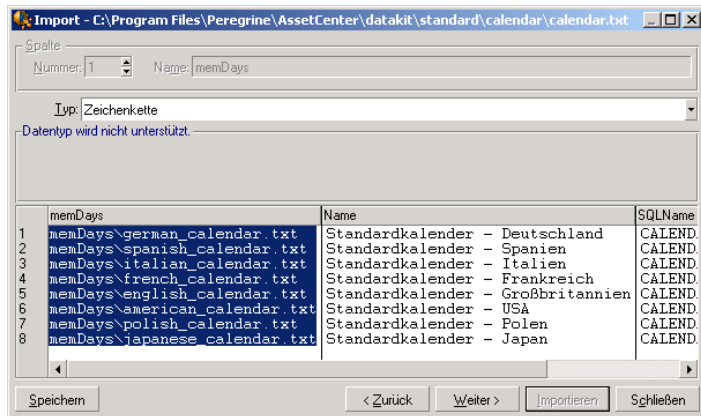 Import - C:\Program Files\Peregrine\AssetCenter\datakit\standard\calendar\calendar.txt
Spalte
Nummer: 1 Name: memDays
Typ: Zeichenkette
Datentyp wird nicht unterstützt.
memDays Name SQLName
1 memDays\german_calendar.txt Standardkalender - Deutschland CALEND
2 memDays\spanish_calendar.txt Standardkalender - Spanien CALEND
3 memDays\italian_calendar.txt Standardkalender - Italien CALEND
4 memDays\french_calendar.txt Standardkalender - Frankreich CALEND
5 memDays\english_calendar.txt Standardkalender - Großbritannien CALEND
6 memDays\american_calendar.txt Standardkalender - USA CALEND
7 memDays\polish_calendar.txt Standardkalender - Polen CALEND
8 memDays\japanese_calendar.txt Standardkalender - Japan CALEND
Speichern < Zurück Weiter > Importieren Schließen